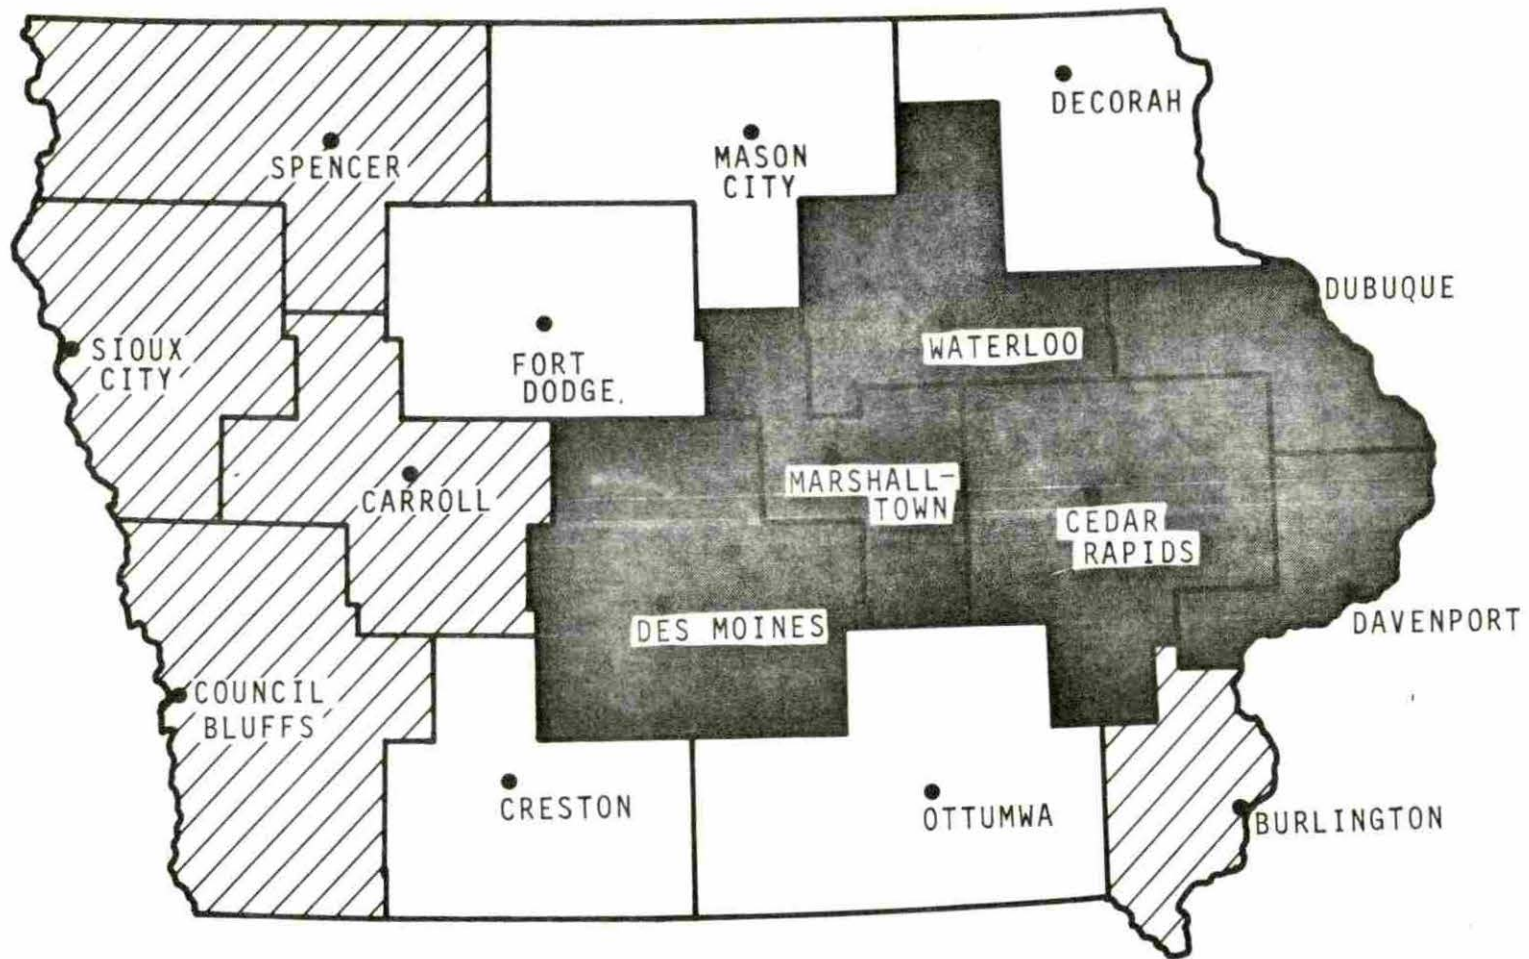 DECORAH
MASON
CITY
SPENCER
DUBUQUE
WATERLOO
SIOUX
CITY
FORT
DODGE.
MARSHALL-
TOWN
CARROLL
CEDAR
RAPIDS
DES MOINES
DAVENPORT
COUNCIL
BLUFFS
CRESTON
OTTUMWA
BURLINGTON